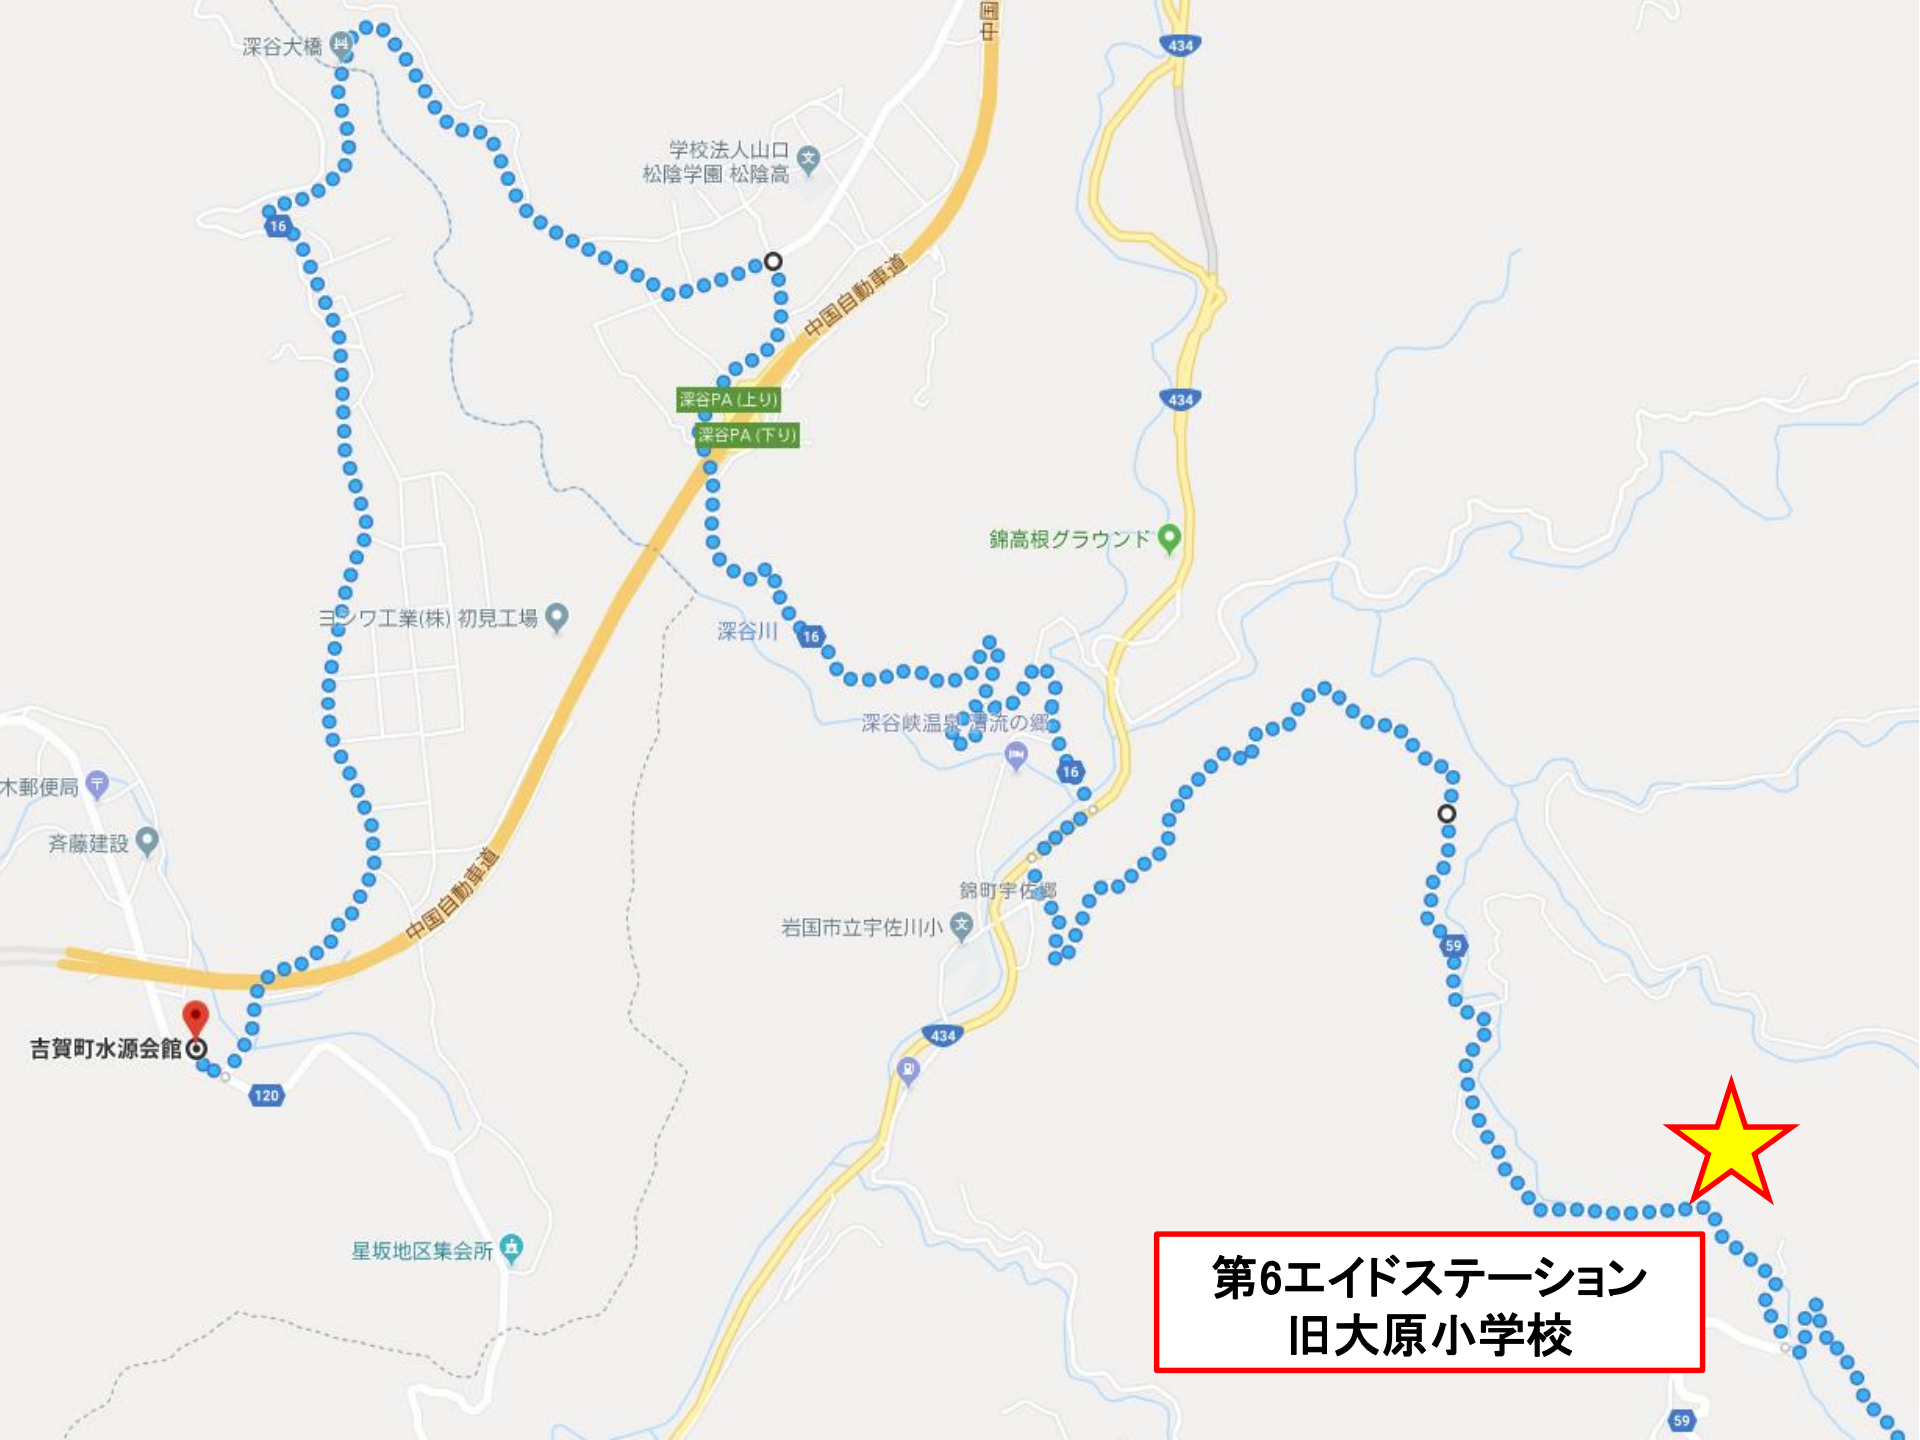 中国
434
深谷大橋
学校法人山口
松陰学園 松陰高
16
中国自動車道
深谷PA (上り)
434
深谷PA (下り)
錦高根グラウンド
ヨシワ工業(株) 初見工場
深谷川
16
深谷峡温泉 清流の郷
16
木郵便局
斉藤建設
中国自動車道
錦町宇佐郷
岩国市立宇佐川小
59
434
吉賀町水源会館
120
星坂地区集会所
第6エイドステーション
旧大原小学校
59